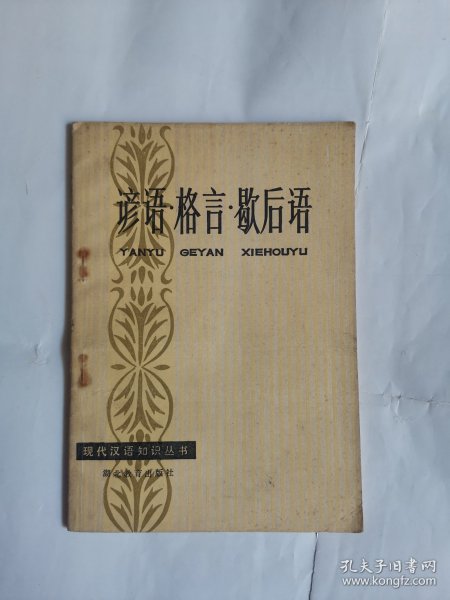 谚语·格言·歇后语
YANYU GEYAN XIEHOUYU
现代汉语知识丛书
湖北教育出版社
孔夫子旧书网
www.kongfz.com